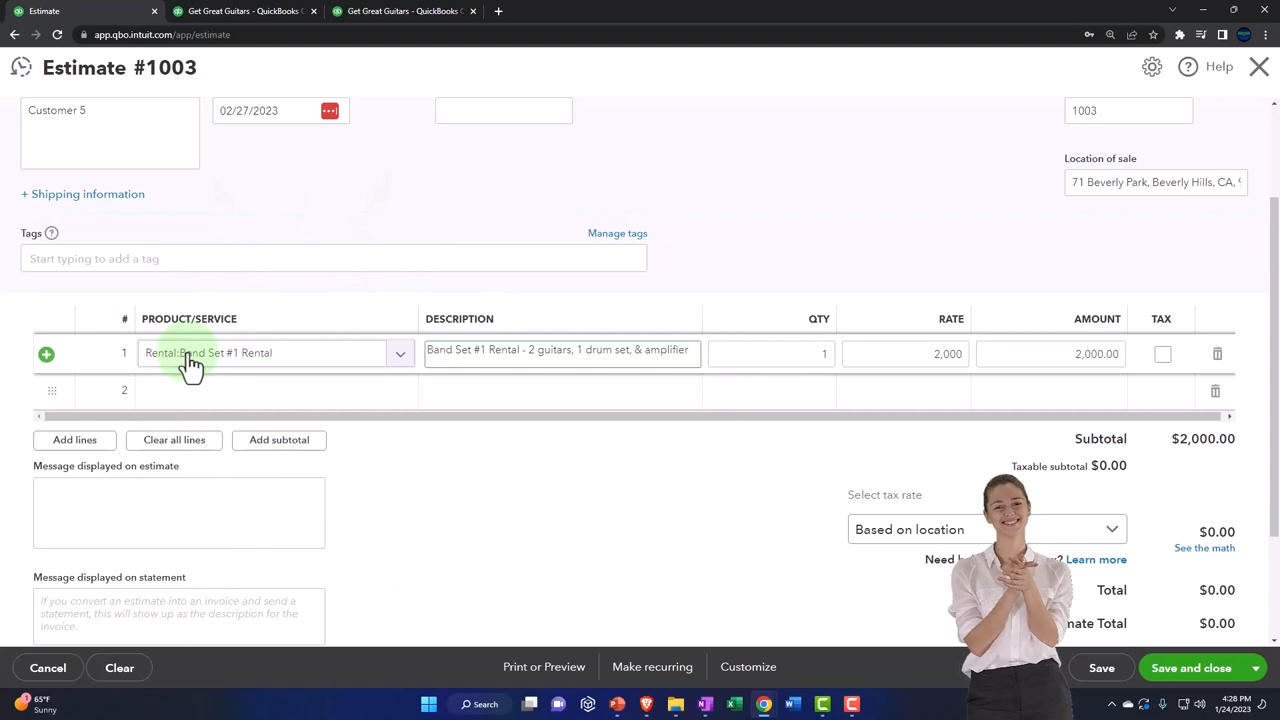 Estimate
Get Great Guitars - QuickBooks
Get Great Guitars - QuickBooks
app.qbo.intuit.com/app/estimate
Estimate #1003
Help
Customer 5
02/27/2023
1003
Location of sale
+ Shipping information
71 Beverly Park, Beverly Hills, CA,
Tags
Manage tags
Start typing to add a tag
# PRODUCT/SERVICE DESCRIPTION QTY RATE AMOUNT TAX
1 Rental:Band Set #1 Rental Band Set #1 Rental - 2 guitars, 1 drum set, & amplifier 1 2,000 2,000.00
2
Add lines Clear all lines Add subtotal
Subtotal $2,000.00
Message displayed on estimate
Taxable subtotal $0.00
Select tax rate
Based on location $0.00
See the math
Need Learn more
Message displayed on statement
Total $0.00
If you convert an estimate into an invoice and send a
statement, this will show up as the description for the
invoice.
Total $0.00
Cancel Clear Print or Preview Make recurring Customize Save Save and close
65°F
Sunny
Search
4:28 PM
1/24/2023